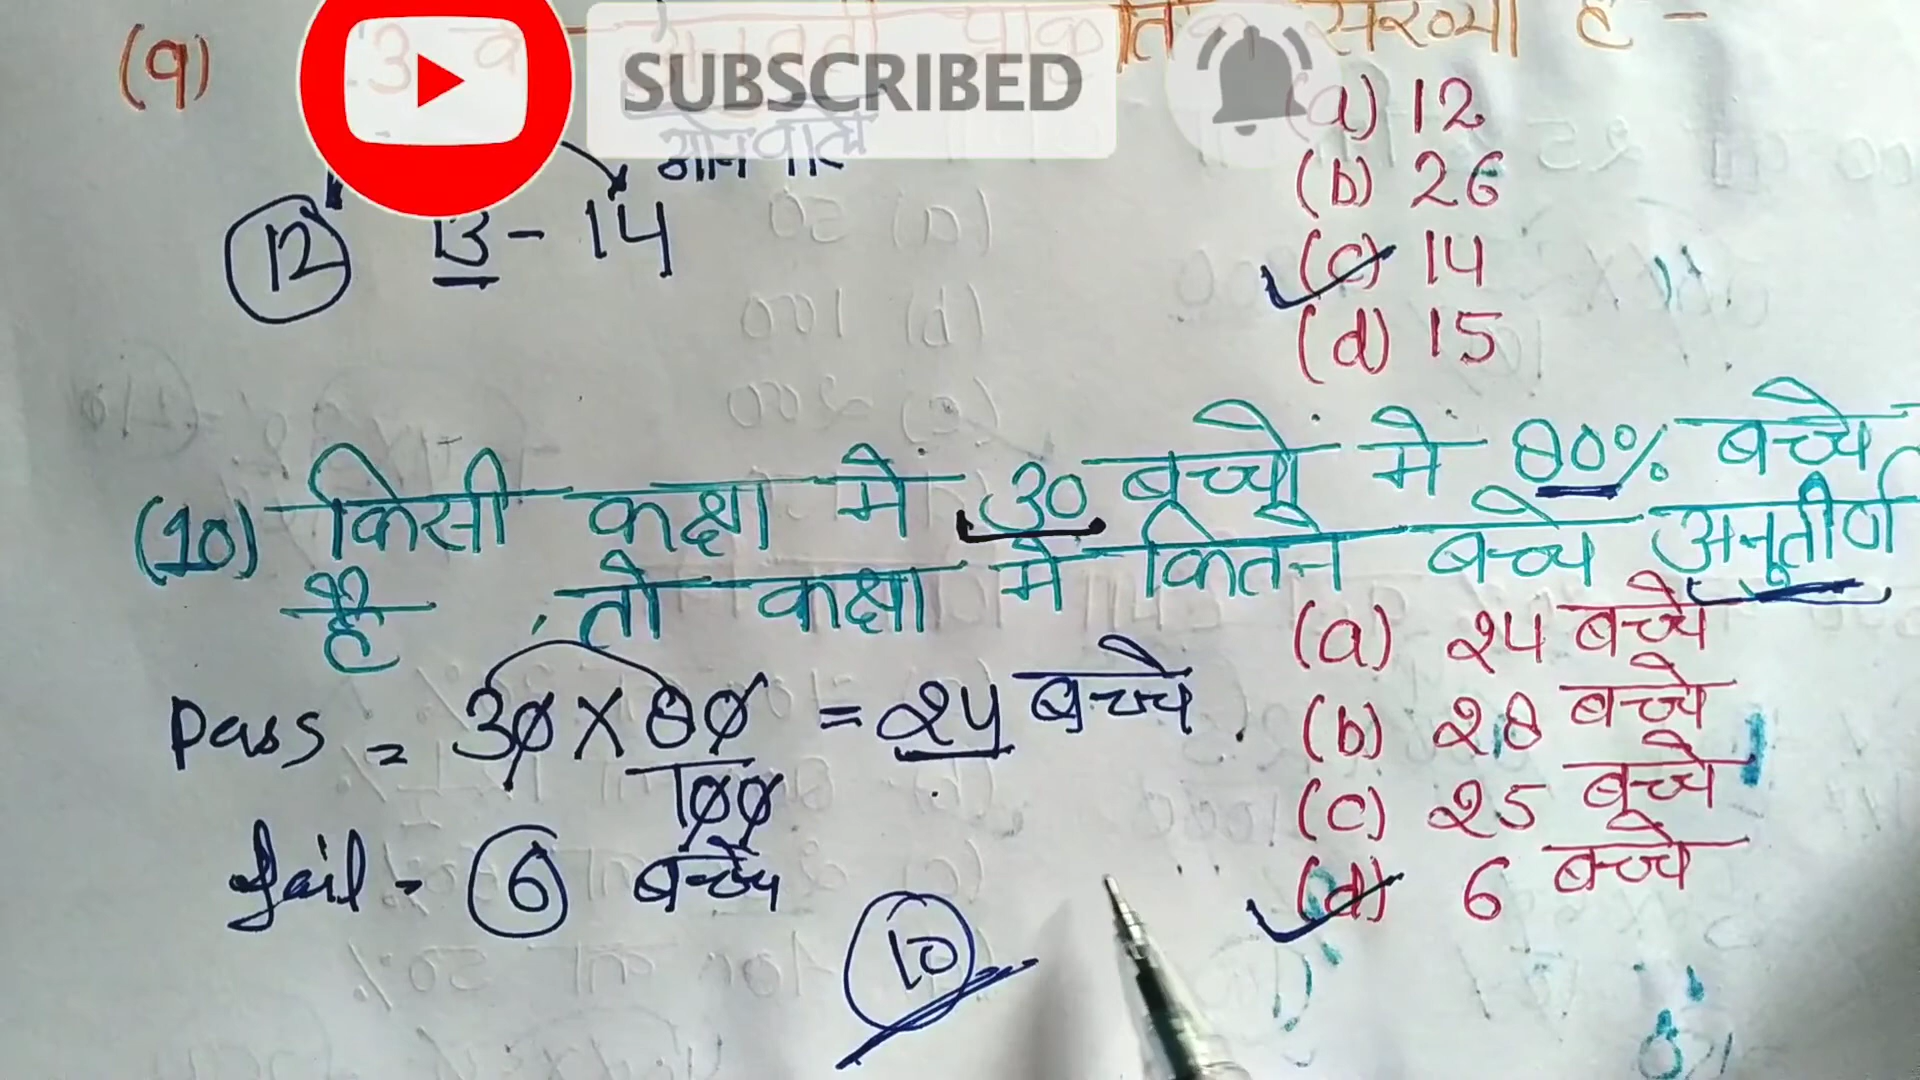 (9) संख्या है -
SUBSCRIBED
(a) 12
(b) 26
12 13 - 14
(c) 14
(d) 15
(10) किसी कक्षा मे 30 बच्चो मे 80% बच्चे
है, तो कक्षा मे कितने बच्चे अनुतीर्ण
(a) 24 बच्चे
Pass = 30 X 80 = 24 बच्चे
100
(b) 28 बच्चे
(c) 25 बच्चे
fail - 6 बच्चे
(d) 6 बच्चे
10